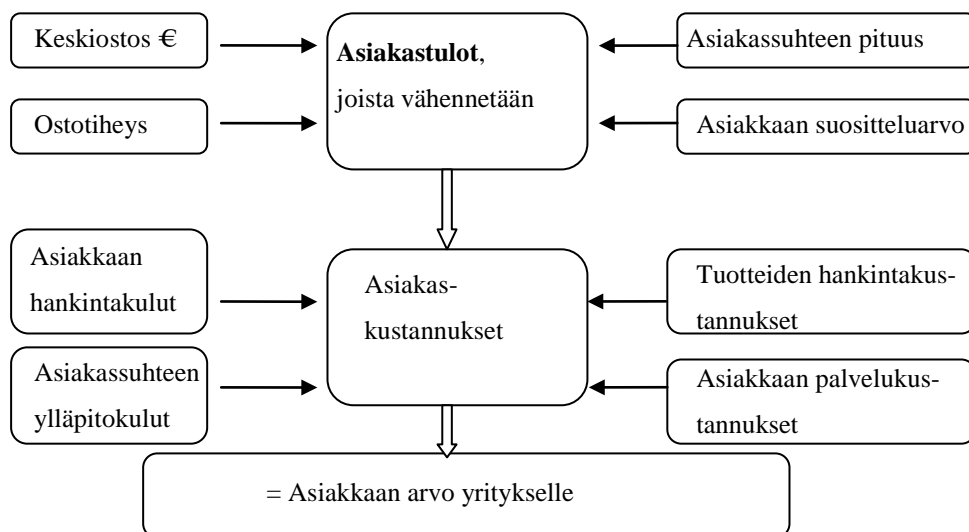 Keskiostos €
Asiakastulot,
joista vähennetään
Asiakassuhteen pituus
Ostotiheys
Asiakkaan suositteluarvo
Asiakkaan
hankintakulut
Asiakas-
kustannukset
Tuotteiden hankintakus-
tannukset
Asiakassuhteen
ylläpitokulut
Asiakkaan palvelukus-
tannukset
= Asiakkaan arvo yritykselle